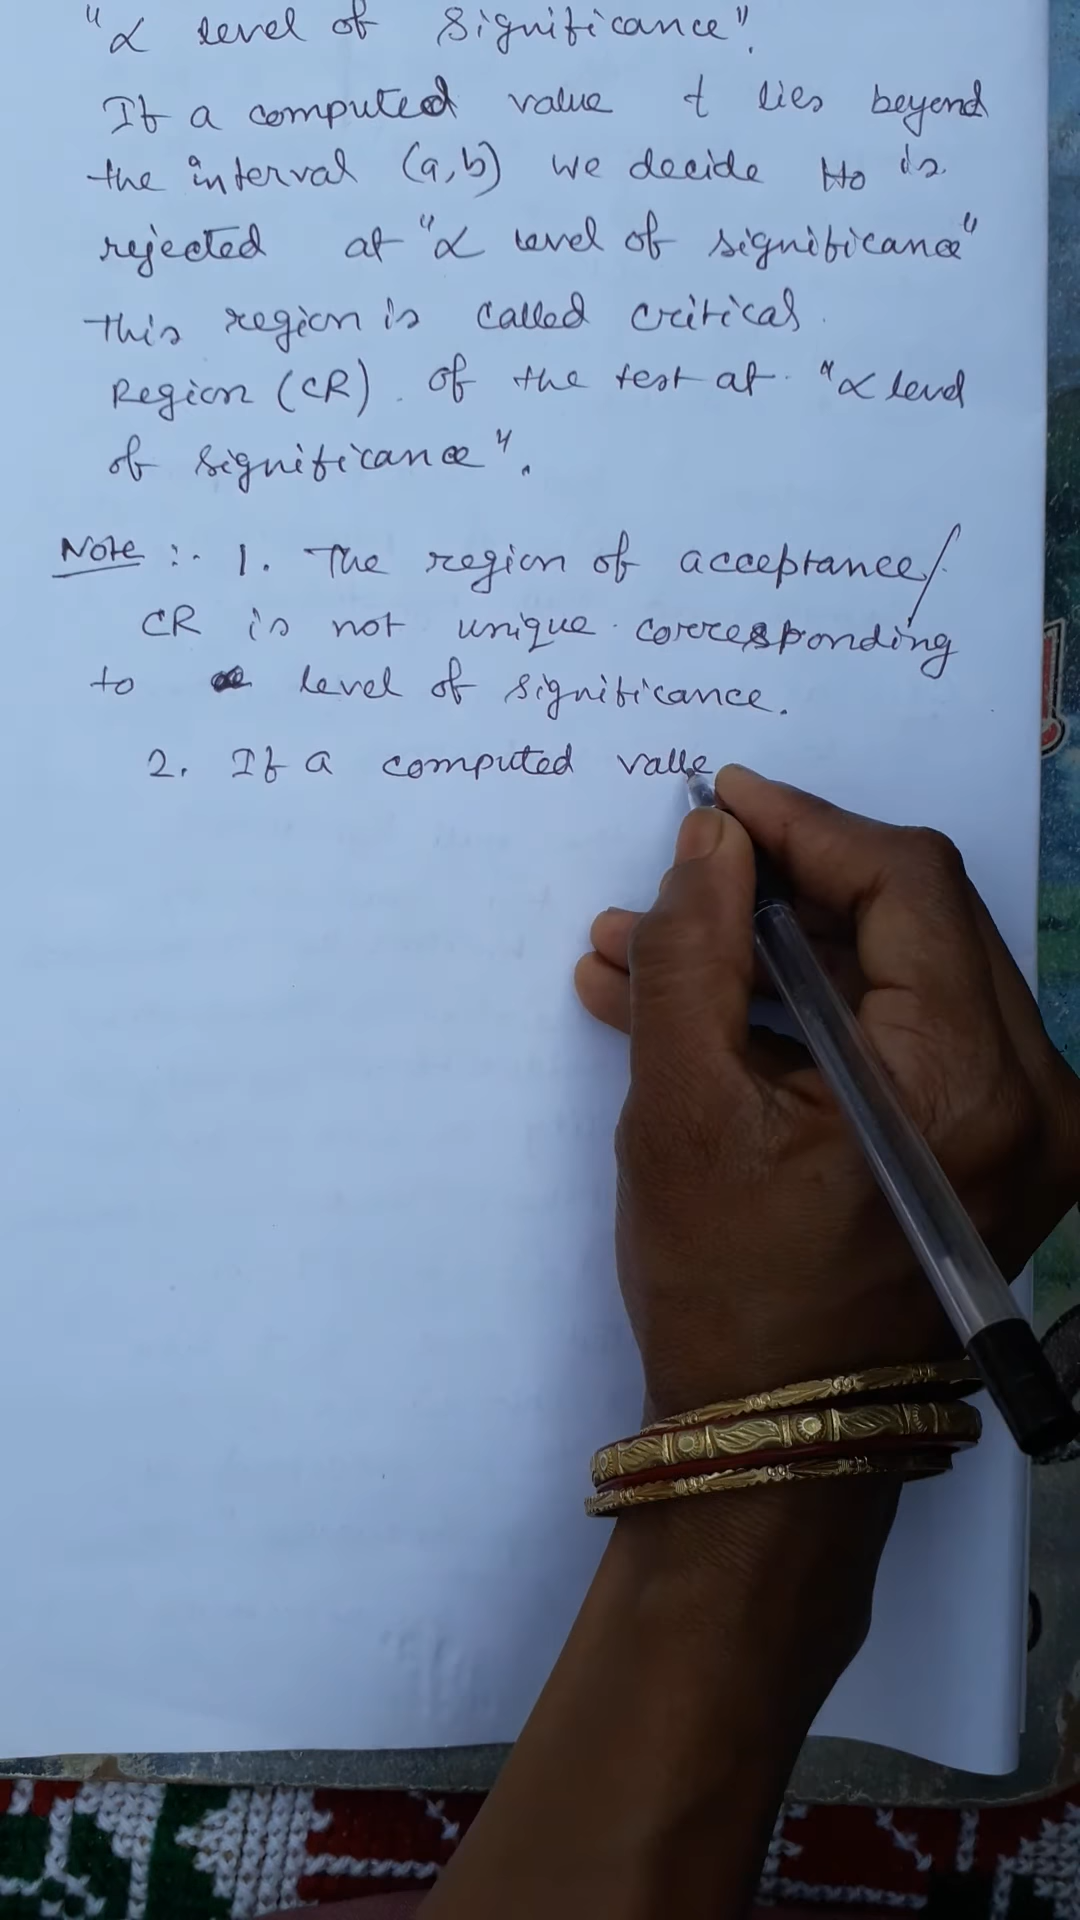 "α level of significance".
If a computed value t lies beyond
the interval (a,b) we decide Ho is
rejected at "α level of significance"
this region is called critical.
Region (CR). of the test at. "α level
of significance".
Note :- 1. The region of acceptance/
CR is not unique. corresponding
to level of significance.
2. If a computed value